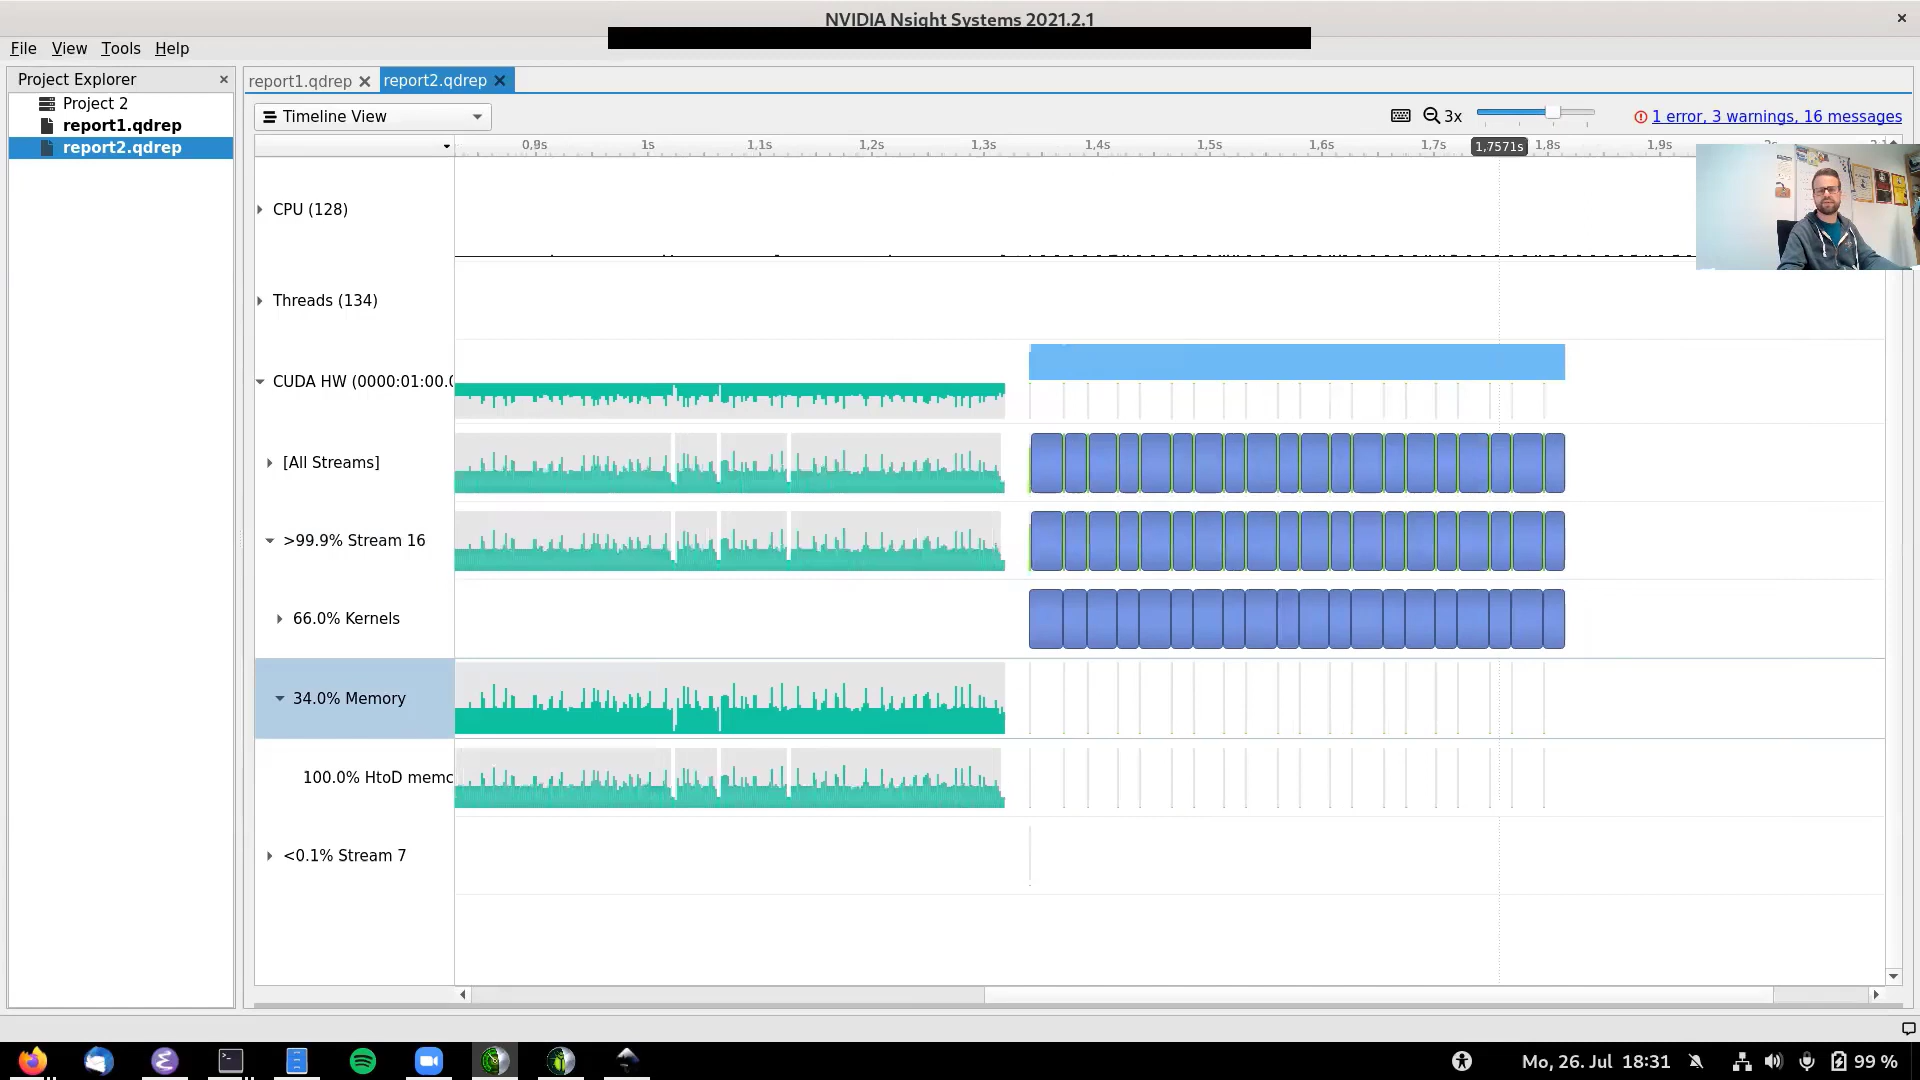 NVIDIA Nsight Systems 2021.2.1
File View Tools Help
Project Explorer
Project 2
report1.qdrep
report2.qdrep
report1.qdrep
report2.qdrep
Timeline View
3x
1 error, 3 warnings, 16 messages
0,9s 1s 1,1s 1,2s 1,3s 1,4s 1,5s 1,6s 1,7s 1,7571s 1,8s 1,9s
CPU (128)
Threads (134)
CUDA HW (0000:01:00.0
[All Streams]
>99.9% Stream 16
66.0% Kernels
34.0% Memory
100.0% HtoD memc
<0.1% Stream 7
Mo, 26. Jul 18:31
99 %